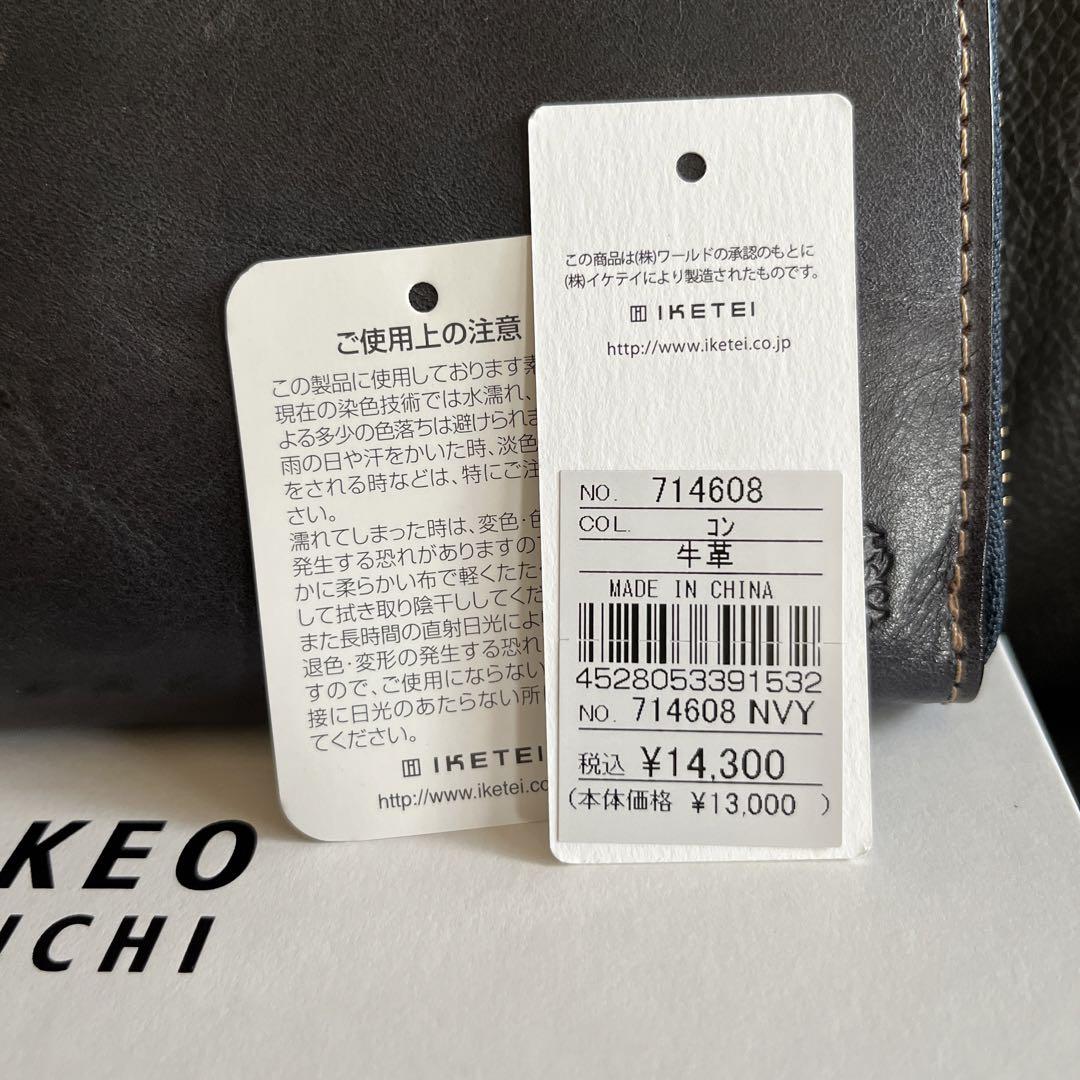 ご使用上の注意
この製品に使用しております素
現在の染色技術では水濡れ、
よる多少の色落ちは避けられま
雨の日や汗をかいた時、淡色
をされる時などは、特にご注
さい。
濡れてしまった時は、変色・色
発生する恐れがありますので
かに柔らかい布で軽くたたく
して拭き取り陰干ししてくだ
また長時間の直射日光によ
退色・変形の発生する恐れ
すので、ご使用にならない
接に日光のあたらない所
てください。
IKETEI
http://www.iketei.co
この商品は(株)ワールドの承認のもとに
(株)イケテイにより製造されたものです。
IKETEI
http://www.iketei.co.jp
NO. 714608
COL. コン
牛革
MADE IN CHINA
4528053391532
NO. 714608 NVY
税込 ¥14,300
(本体価格 ¥13,000 )
KEO
UCHI